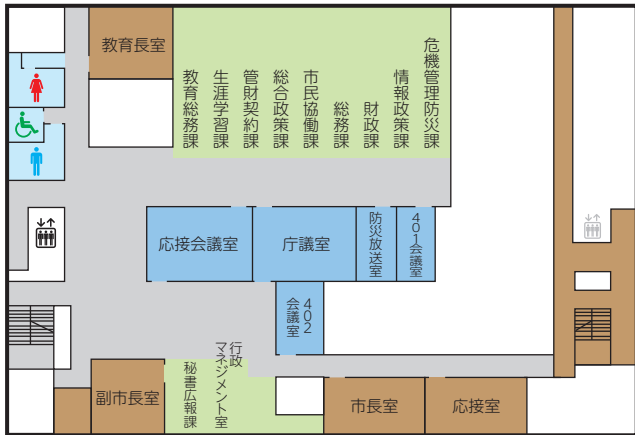 教育長室
教育総務課
生涯学習課
管財契約課
総合政策課
市民協働課
総務課
財政課
情報政策課
危機管理防災課
応接会議室
庁議室
防災放送室
401会議室
402
会議室
副市長室
秘書広報課
行政
マネジメント室
市長室
応接室